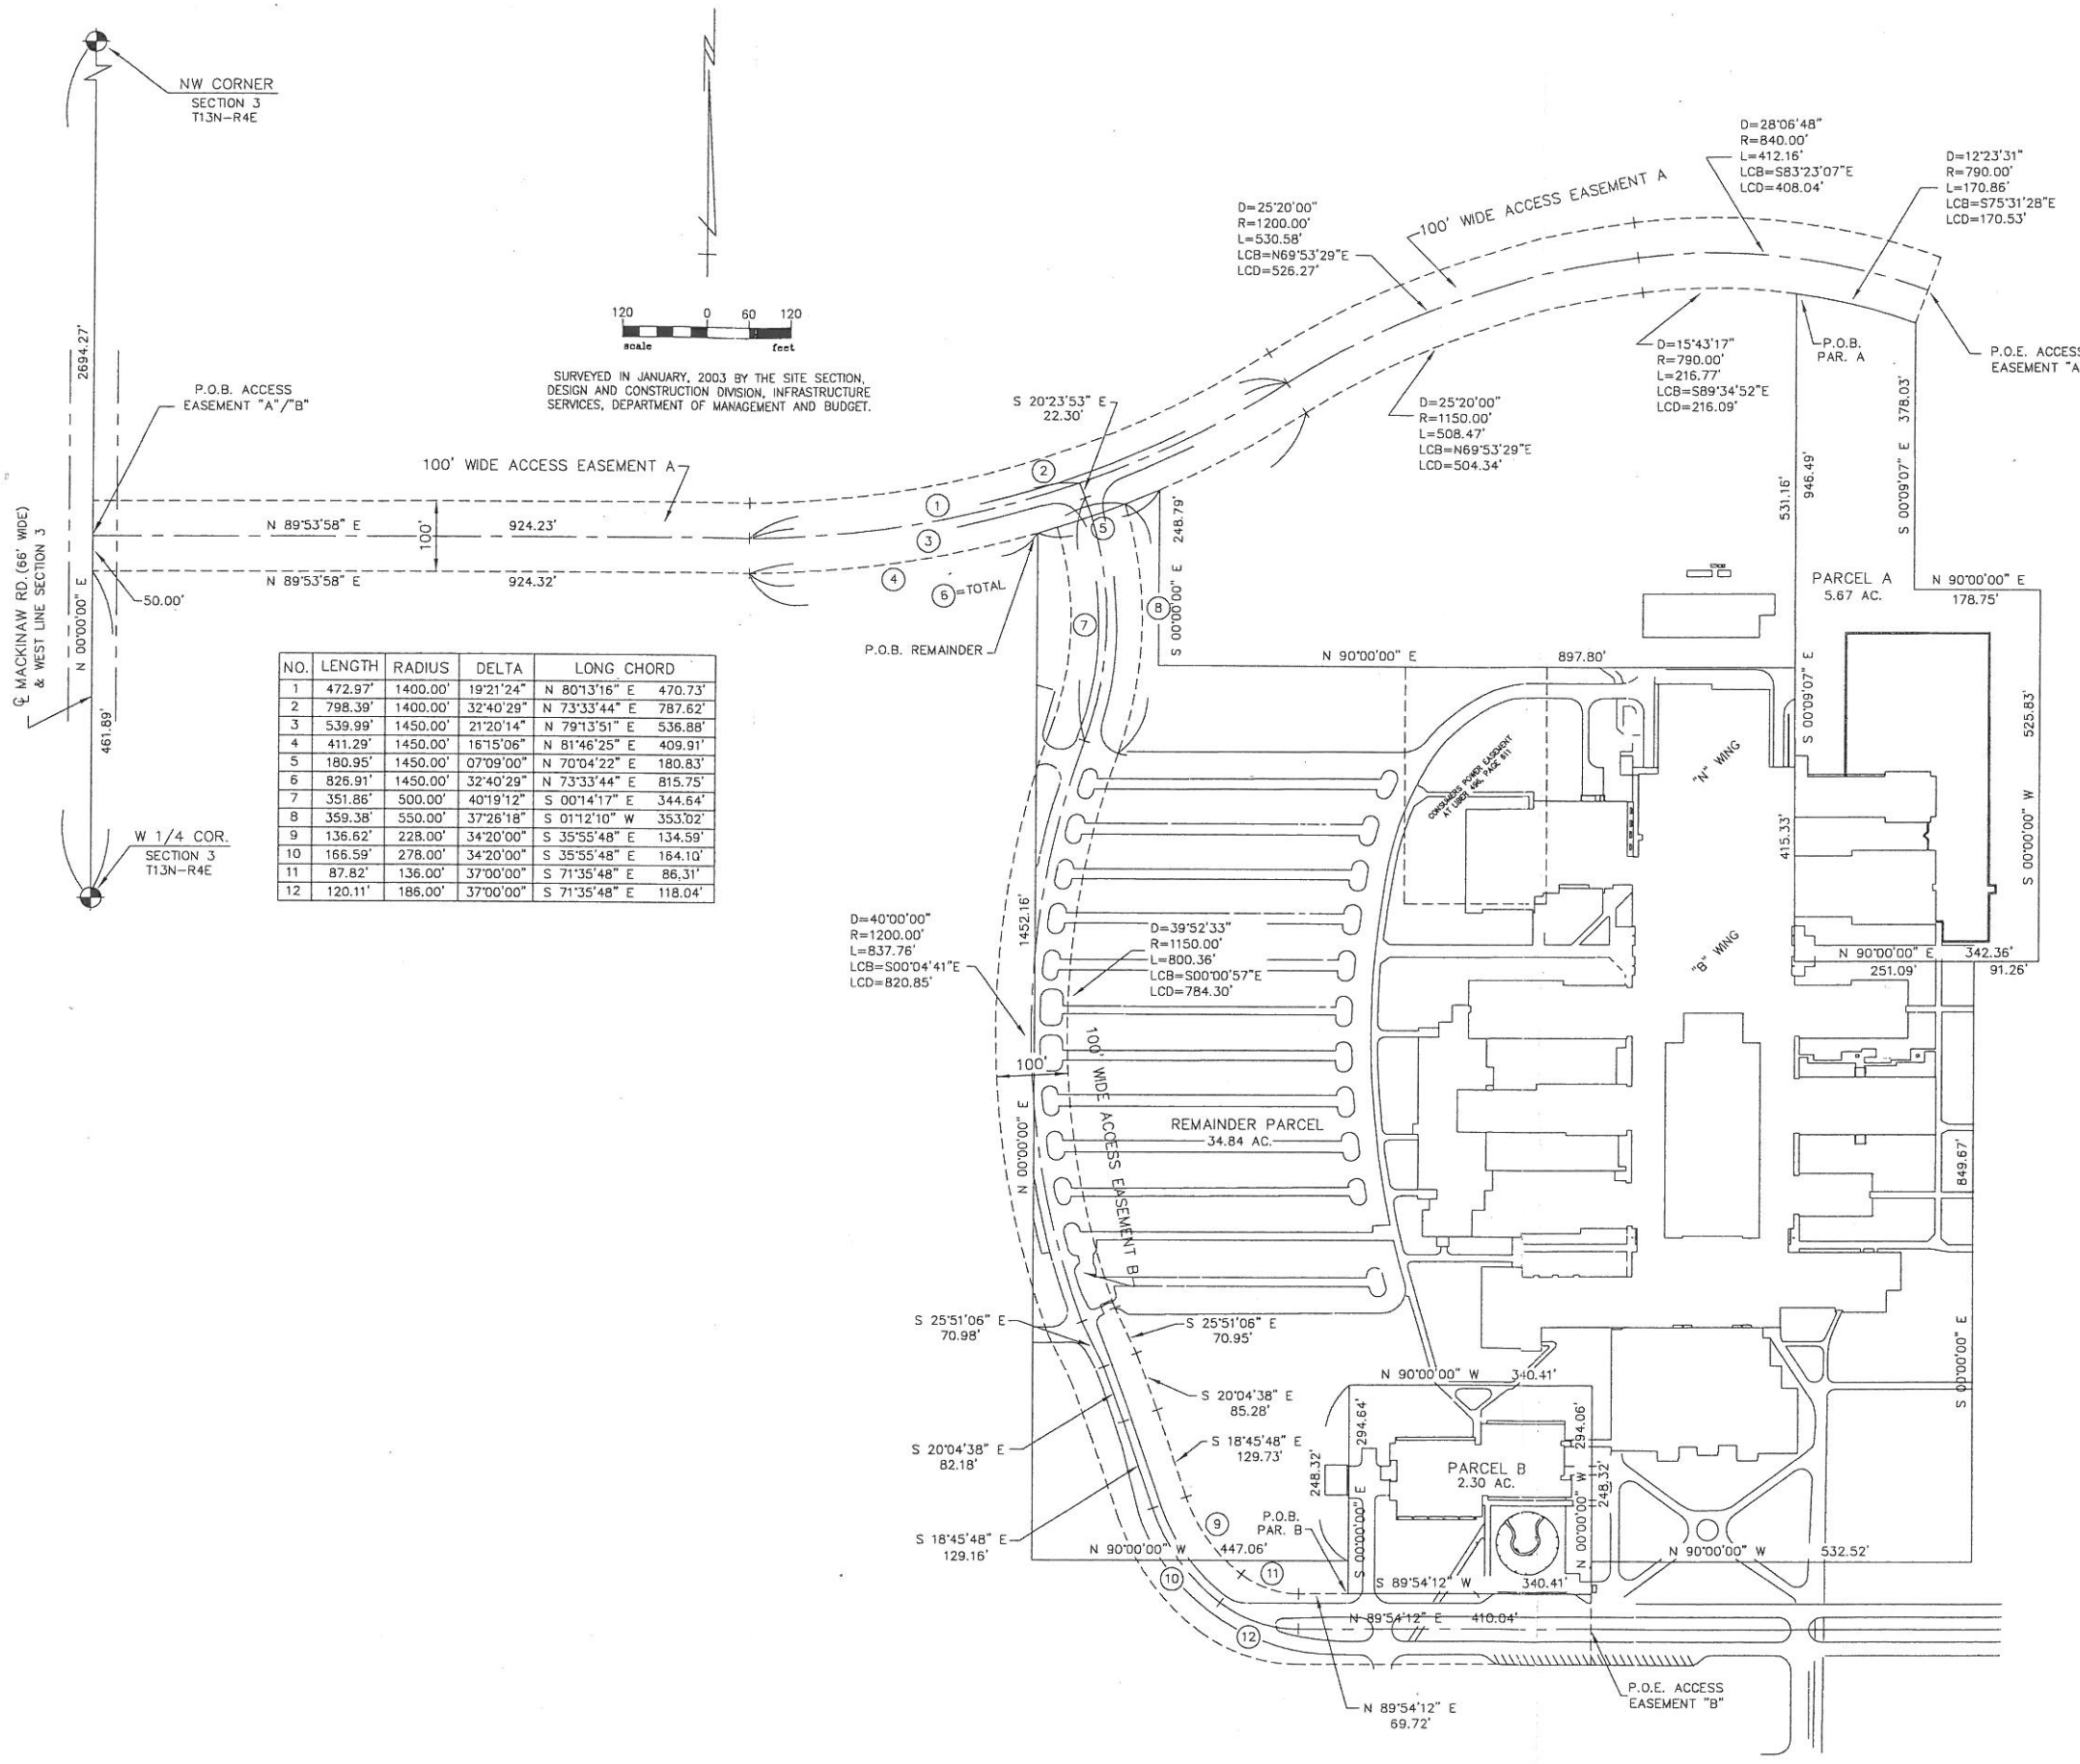 NW CORNER
SECTION 3
T13N-R4E
2694.27'
P.O.B. ACCESS
EASEMENT "A"/"B"
120 0 60 120
scale feet
SURVEYED IN JANUARY, 2003 BY THE SITE SECTION,
DESIGN AND CONSTRUCTION DIVISION, INFRASTRUCTURE
SERVICES, DEPARTMENT OF MANAGEMENT AND BUDGET.
100' WIDE ACCESS EASEMENT A
N 89°53'58" E 924.23'
100'
N 89°53'58" E 924.32'
50.00'
℄ MACKINAW RD. (66' WIDE)
& WEST LINE SECTION 3
N 00°00'00" E
461.89'
W 1/4 COR.
SECTION 3
T13N-R4E
S 20°23'53" E
22.30'
1
2
3
4
5
6=TOTAL
7
8
P.O.B. REMAINDER
NO. LENGTH RADIUS DELTA LONG CHORD
1 472.97' 1400.00' 19°21'24" N 80°13'16" E 470.73'
2 798.39' 1400.00' 32°40'29" N 73°33'44" E 787.62'
3 539.99' 1450.00' 21°20'14" N 79°13'51" E 536.88'
4 411.29' 1450.00' 16°15'06" N 81°46'25" E 409.91'
5 180.95' 1450.00' 07°09'00" N 70°04'22" E 180.83'
6 826.91' 1450.00' 32°40'29" N 73°33'44" E 815.75'
7 351.86' 500.00' 40°19'12" S 00°14'17" E 344.64'
8 359.38' 550.00' 37°26'18" S 01°12'10" W 353.02'
9 136.62' 228.00' 34°20'00" S 35°55'48" E 134.59'
10 166.59' 278.00' 34°20'00" S 35°55'48" E 164.10'
11 87.82' 136.00' 37°00'00" S 71°35'48" E 86.31'
12 120.11' 186.00' 37°00'00" S 71°35'48" E 118.04'
D=25°20'00"
R=1200.00'
L=530.58'
LCB=N69°53'29"E
LCD=526.27'
100' WIDE ACCESS EASEMENT A
D=28°06'48"
R=840.00'
L=412.16'
LCB=S83°23'07"E
LCD=408.04'
D=12°23'31"
R=790.00'
L=170.86'
LCB=S75°31'28"E
LCD=170.53'
D=25°20'00"
R=1150.00'
L=508.47'
LCB=N69°53'29"E
LCD=504.34'
D=15°43'17"
R=790.00'
L=216.77'
LCB=S89°34'52"E
LCD=216.09'
P.O.B.
PAR. A
P.O.E. ACCESS
EASEMENT "A
S 00°00'00" E 248.79'
531.16'
946.49'
S 00°09'07" E 378.03'
PARCEL A
5.67 AC.
N 90°00'00" E
178.75'
N 90°00'00" E 897.80'
S 00°09'07" E
415.33'
525.83'
S 00°00'00" W
CONSUMERS POWER EASEMENT
AT LIBER 496, PAGE 611
"N" WING
"B" WING
N 90°00'00" E 342.36'
251.09' 91.26'
D=40°00'00"
R=1200.00'
L=837.76'
LCB=S00°04'41"E
LCD=820.85'
1452.16'
N 00°00'00" E
D=39°52'33"
R=1150.00'
L=800.36'
LCB=S00°00'57"E
LCD=784.30'
100'
100' WIDE ACCESS EASEMENT B
REMAINDER PARCEL
34.84 AC.
849.67'
S 00°00'00" E
S 25°51'06" E
70.98'
S 25°51'06" E
70.95'
S 20°04'38" E
85.28'
S 20°04'38" E
82.18'
S 18°45'48" E
129.73'
S 18°45'48" E
129.16'
N 90°00'00" W 340.41'
294.64'
248.32'
S 00°00'00" E
PARCEL B
2.30 AC.
294.06'
248.32'
N 00°00'00" W
P.O.B.
PAR. B
9
N 90°00'00" W 447.06'
N 90°00'00" W 532.52'
10
11
S 89°54'12" W 340.41'
N 89°54'12" E 410.04'
12
N 89°54'12" E
69.72'
P.O.E. ACCESS
EASEMENT "B"